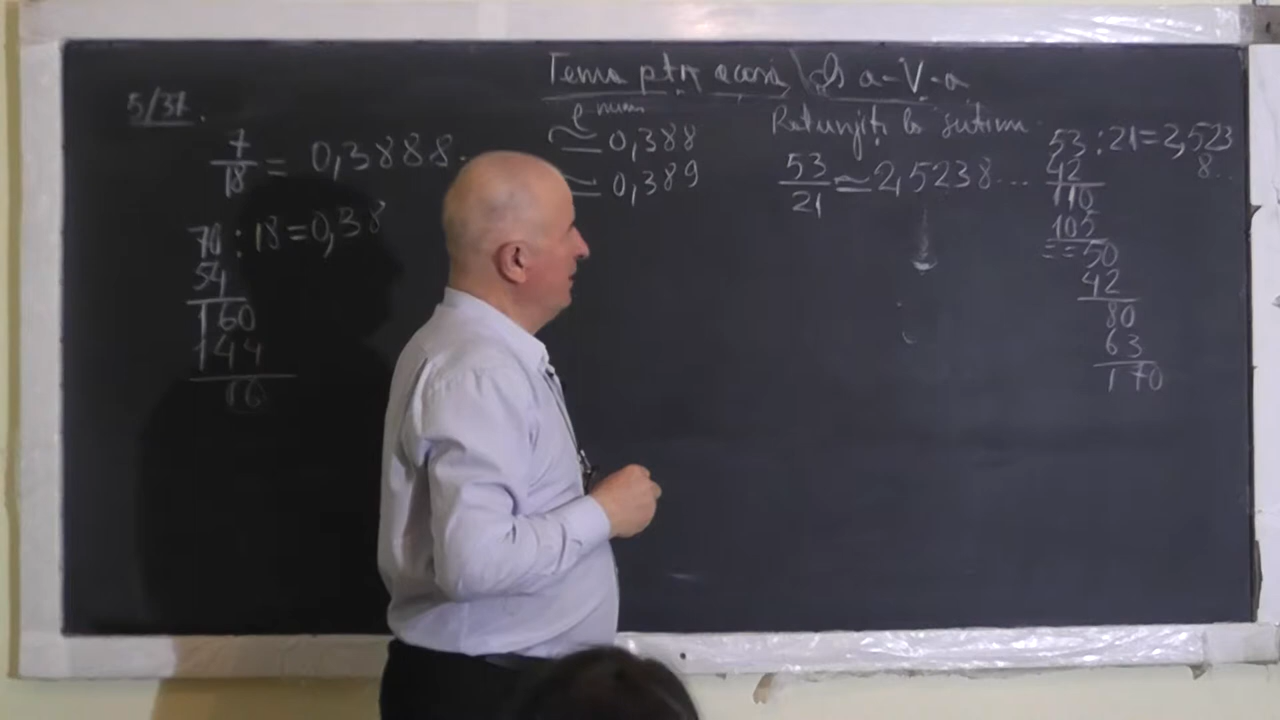 Tema ptr acasă, cls a-V-a
5/31.
7/18 = 0,3888.
≃ 0,388
≃ 0,389
70 : 18 = 0,38
54
160
144
16
Rotunjiți la sutimi
53/21 ≃ 2,5238...
53 : 21 = 2,523
8..
42
110
105
==50
42
80
63
170